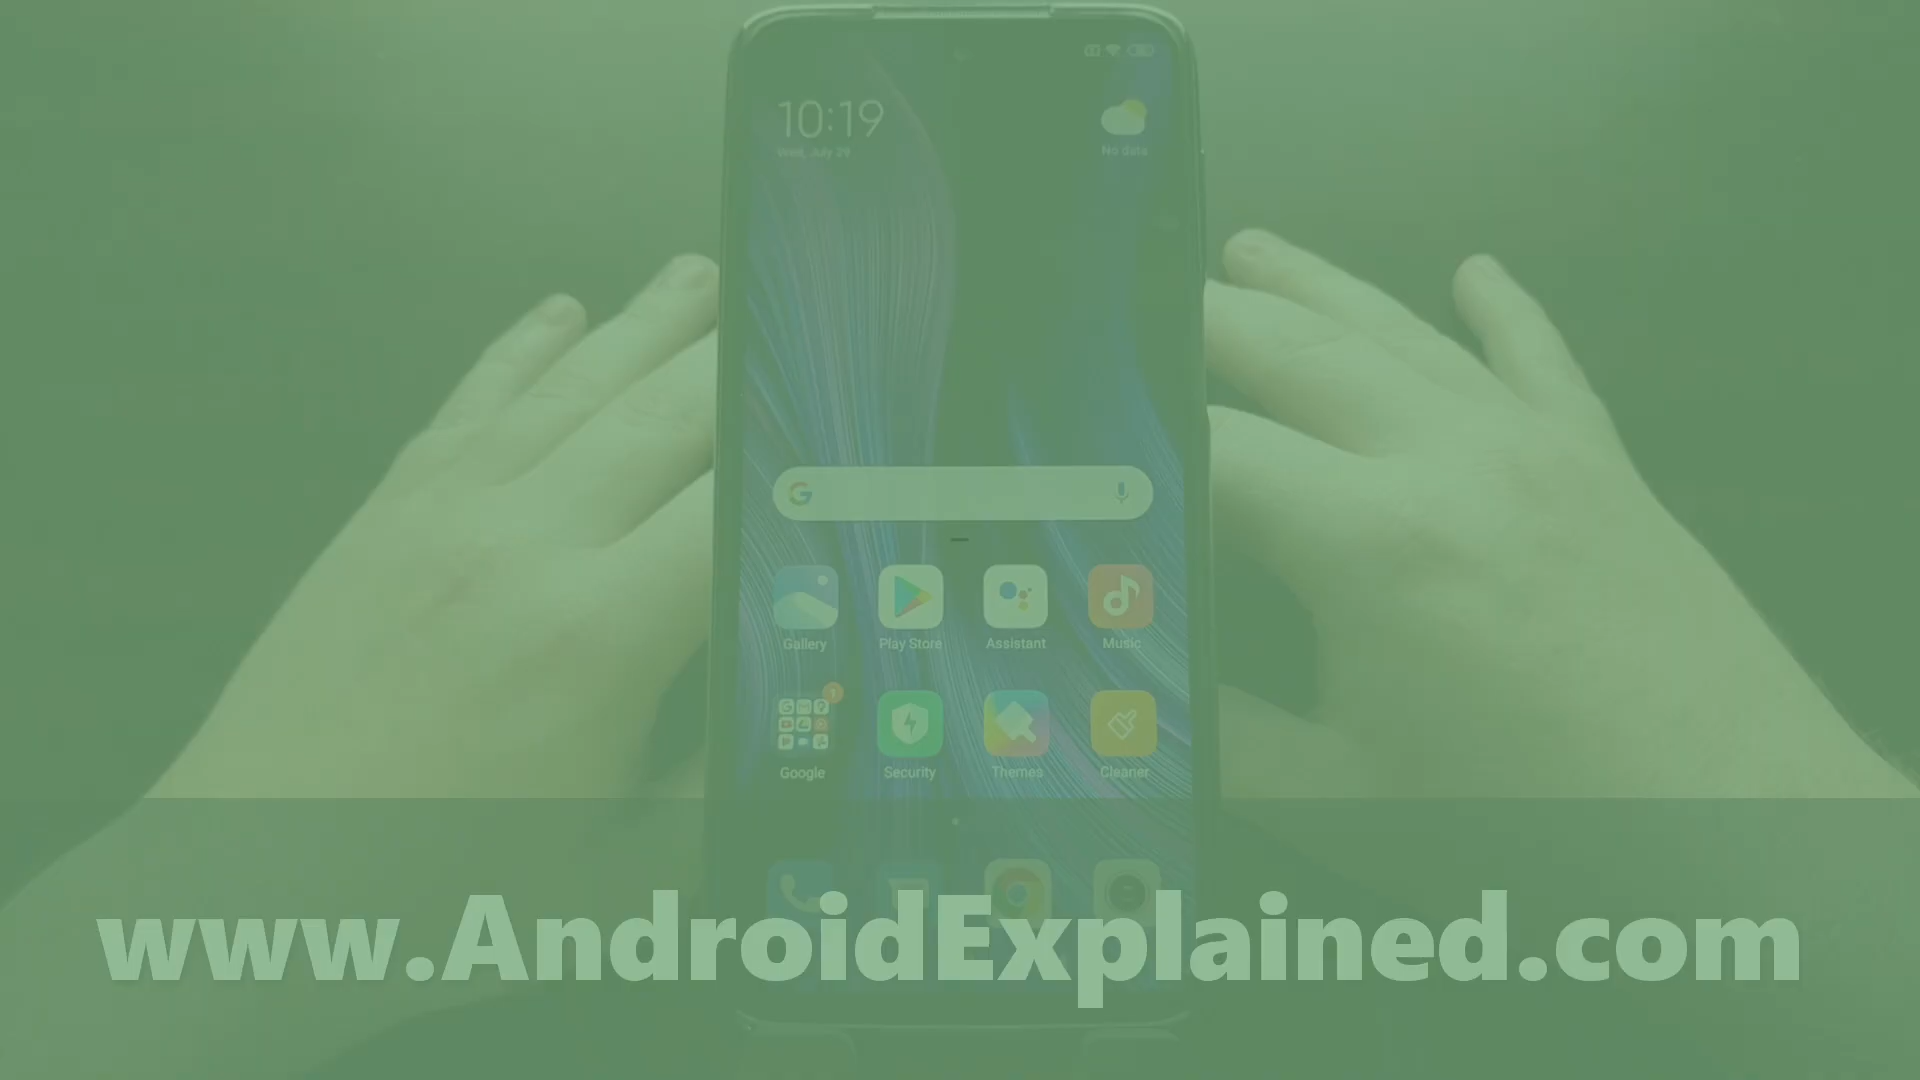 10:19
Wed, July 29
No data
Gallery
Play Store
Assistant
Music
1
Google
Security
Themes
Cleaner
www.AndroidExplained.com